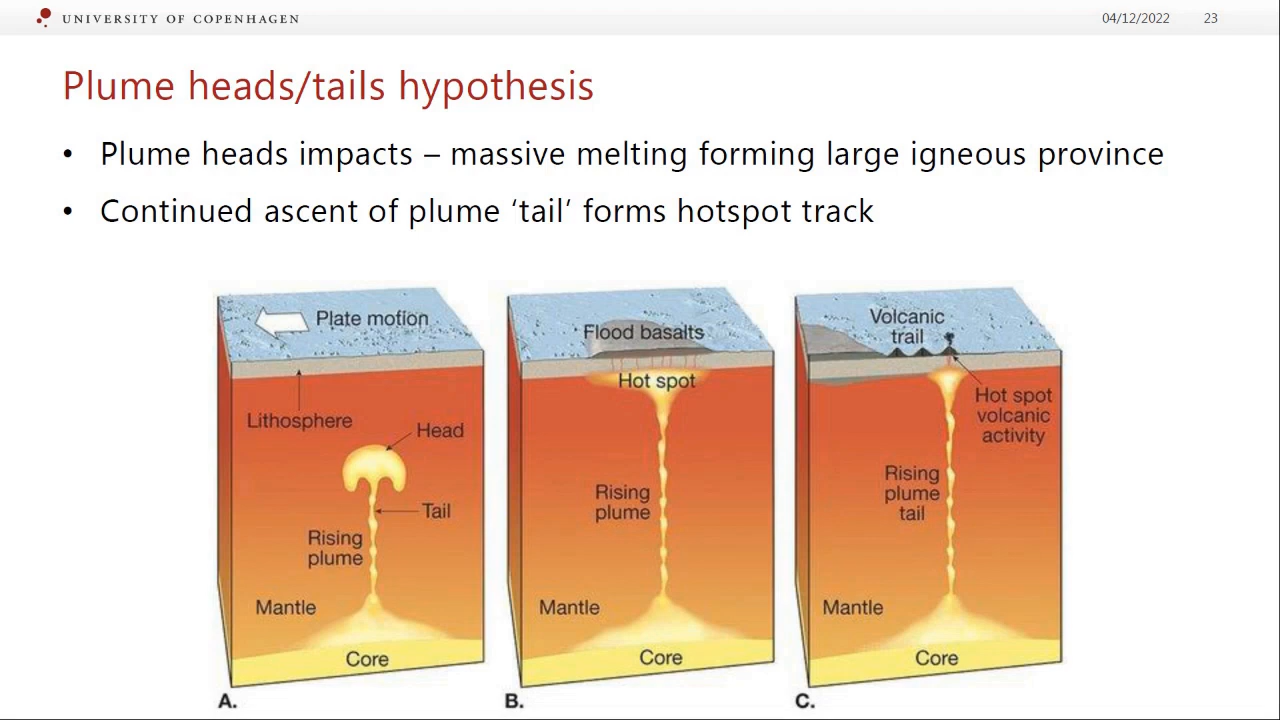 UNIVERSITY OF COPENHAGEN
04/12/2022
23
Plume heads/tails hypothesis
• Plume heads impacts – massive melting forming large igneous province
• Continued ascent of plume ‘tail’ forms hotspot track
Plate motion
Lithosphere
Head
Tail
Rising
plume
Mantle
Core
A.
Flood basalts
Hot spot
Rising
plume
Mantle
Core
B.
Volcanic
trail
Hot spot
volcanic
activity
Rising
plume
tail
Mantle
Core
C.